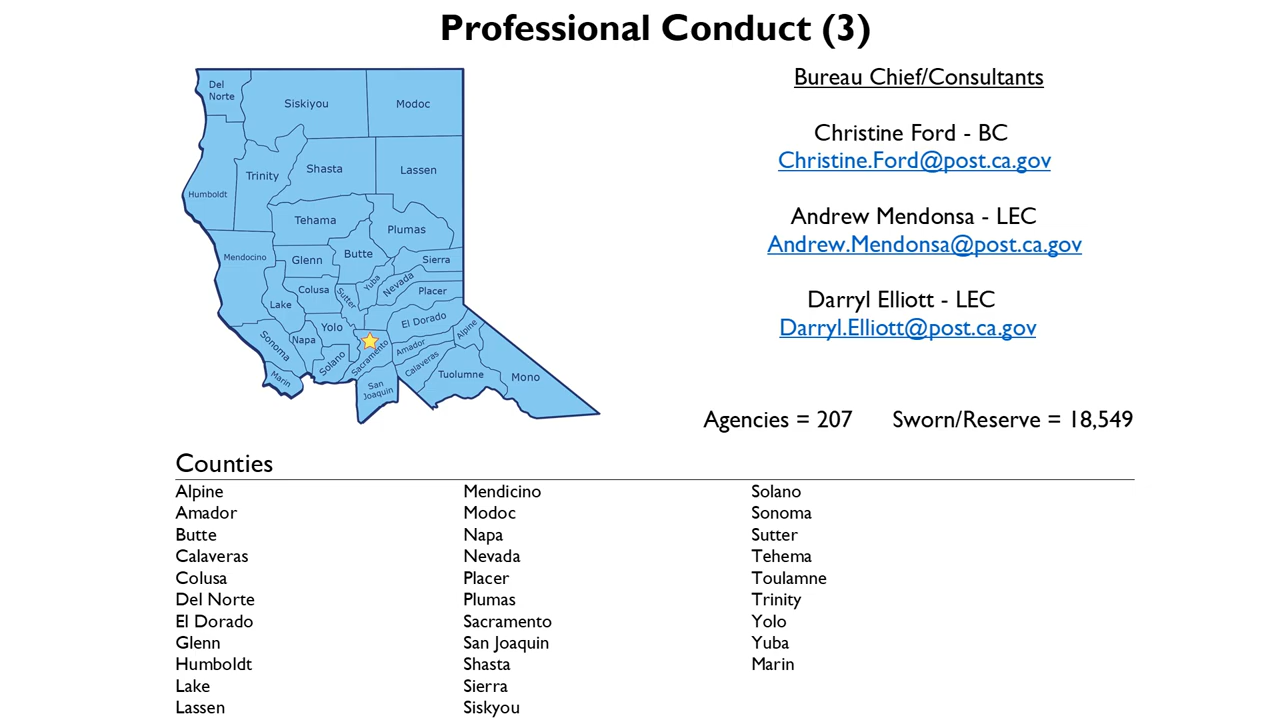 Professional Conduct (3)
Del
Norte
Siskiyou
Modoc
Humboldt
Trinity
Shasta
Lassen
Tehama
Plumas
Mendocino
Glenn
Butte
Sierra
Colusa
Sutter
Yuba
Nevada
Placer
Lake
Yolo
El Dorado
Alpine
Sonoma
Napa
Solano
Sacramento
Amador
Calaveras
Marin
San
Joaquin
Tuolumne
Mono
Bureau Chief/Consultants
Christine Ford - BC
Christine.Ford@post.ca.gov
Andrew Mendonsa - LEC
Andrew.Mendonsa@post.ca.gov
Darryl Elliott - LEC
Darryl.Elliott@post.ca.gov
Agencies = 207 Sworn/Reserve = 18,549
Counties
Alpine
Amador
Butte
Calaveras
Colusa
Del Norte
El Dorado
Glenn
Humboldt
Lake
Lassen
Mendicino
Modoc
Napa
Nevada
Placer
Plumas
Sacramento
San Joaquin
Shasta
Sierra
Siskyou
Solano
Sonoma
Sutter
Tehema
Toulamne
Trinity
Yolo
Yuba
Marin